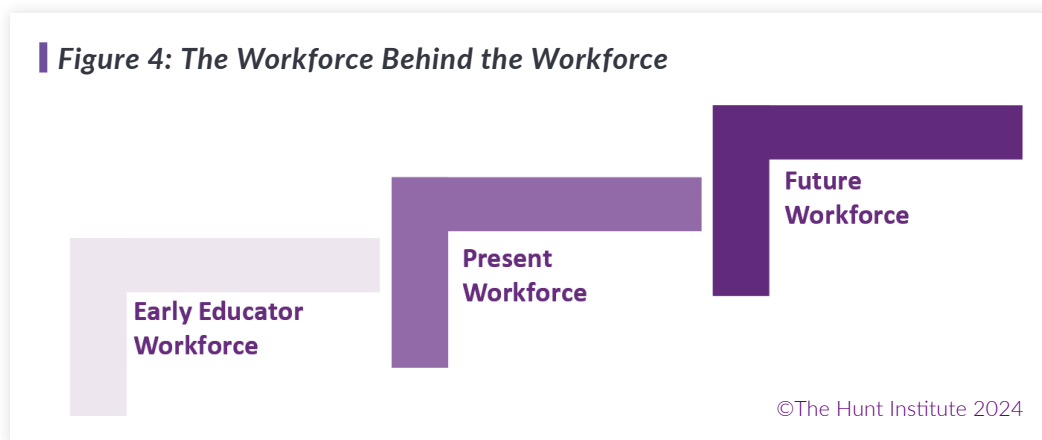 Figure 4: The Workforce Behind the Workforce
Early Educator
Workforce
Present
Workforce
Future
Workforce
©The Hunt Institute 2024